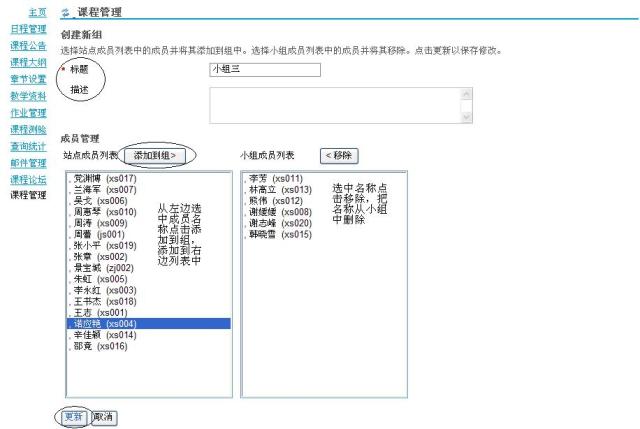 主页
日程管理
课程公告
课程大纲
章节设置
教学资料
作业管理
课程测验
查询统计
邮件管理
课程论坛
课程管理
课程管理
创建新组
选择站点成员列表中的成员并将其添加到组中。选择小组成员列表中的成员并将其移除。点击更新以保存修改。
* 标题
小组三
描述
成员管理
站点成员列表
添加到组>
小组成员列表
< 移除
, 党渊博 (xs017)
, 兰海军 (xs007)
, 吴戈 (xs006)
, 周惠琴 (xs010)
, 周涛 (xs009)
, 周蕾 (js001)
, 张小平 (xs019)
, 张章 (xs002)
, 景宝城 (zj002)
, 朱虹 (xs005)
, 李永红 (xs003)
, 王书杰 (xs018)
, 王志 (xs001)
, 诺应艳 (xs004)
, 辛佳颖 (xs014)
, 邵竟 (xs016)
从左边选
中成员名
称点击添
加到组,
添加到右
边列表中
, 李芳 (xs011)
, 林高立 (xs013)
, 熊伟 (xs012)
, 谢媛媛 (xs008)
, 谢志峰 (xs020)
, 韩晓雪 (xs015)
选中名称点
击移除，把
名称从小组
中删除
更新
取消